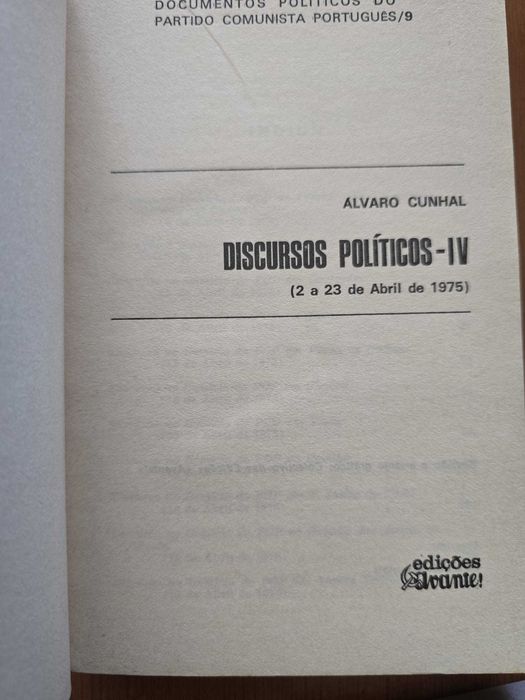 DOCUMENTOS POLÍTICOS DO
PARTIDO COMUNISTA PORTUGUÊS/9
ÁLVARO CUNHAL
DISCURSOS POLÍTICOS-IV
(2 a 23 de Abril de 1975)
edições
Avante!